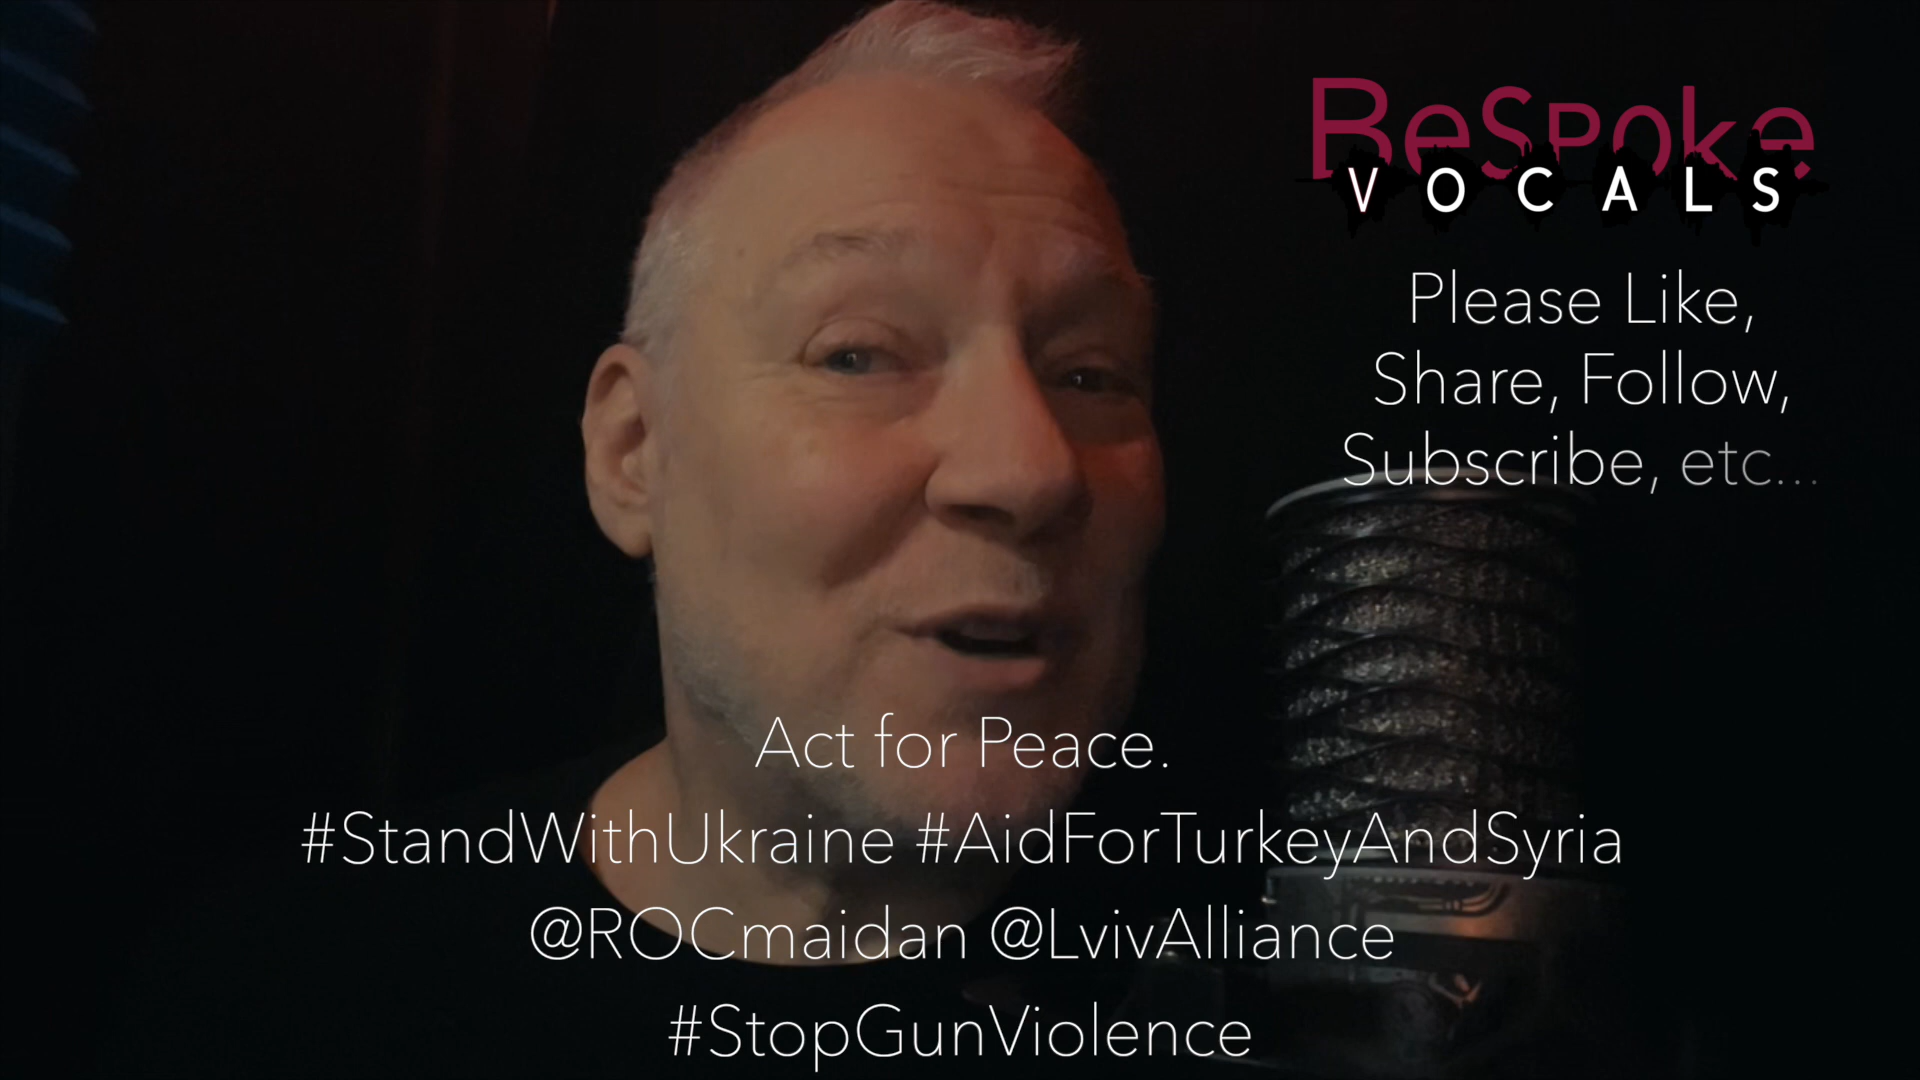 BeSpoke
VOCALS
Please Like,
Share, Follow,
Subscribe, etc...
Act for Peace.
#StandWithUkraine #AidForTurkeyAndSyria
@ROCmaidan @LvivAlliance
#StopGunViolence